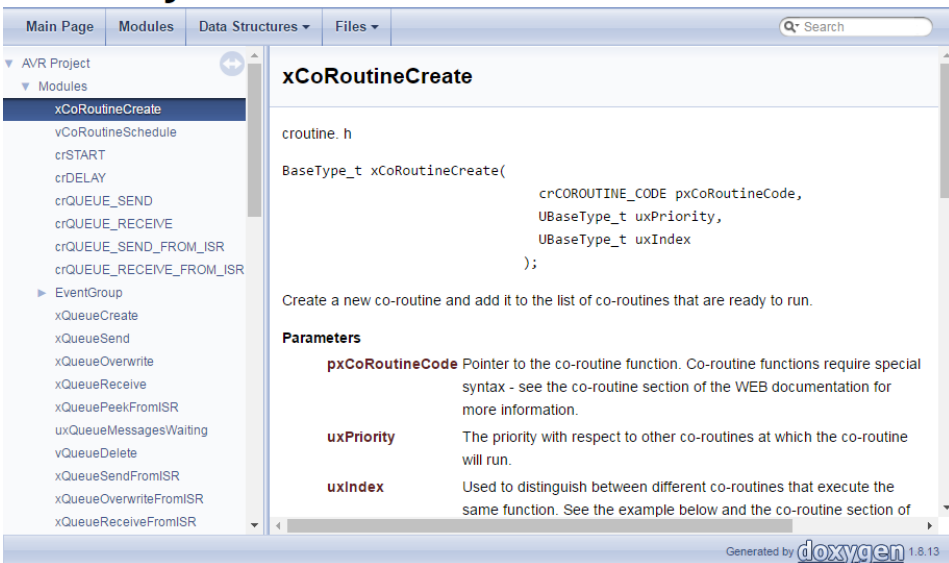 Main Page Modules Data Structures Files Search
AVR Project
Modules
xCoRoutineCreate
vCoRoutineSchedule
crSTART
crDELAY
crQUEUE_SEND
crQUEUE_RECEIVE
crQUEUE_SEND_FROM_ISR
crQUEUE_RECEIVE_FROM_ISR
EventGroup
xQueueCreate
xQueueSend
xQueueOverwrite
xQueueReceive
xQueuePeekFromISR
uxQueueMessagesWaiting
vQueueDelete
xQueueSendFromISR
xQueueOverwriteFromISR
xQueueReceiveFromISR
xCoRoutineCreate
croutine. h
BaseType_t xCoRoutineCreate(
crCOROUTINE_CODE pxCoRoutineCode,
UBaseType_t uxPriority,
UBaseType_t uxIndex
);
Create a new co-routine and add it to the list of co-routines that are ready to run.
Parameters
pxCoRoutineCode Pointer to the co-routine function. Co-routine functions require special
syntax - see the co-routine section of the WEB documentation for
more information.
uxPriority The priority with respect to other co-routines at which the co-routine
will run.
uxIndex Used to distinguish between different co-routines that execute the
same function. See the example below and the co-routine section of
Generated by doxygen 1.8.13